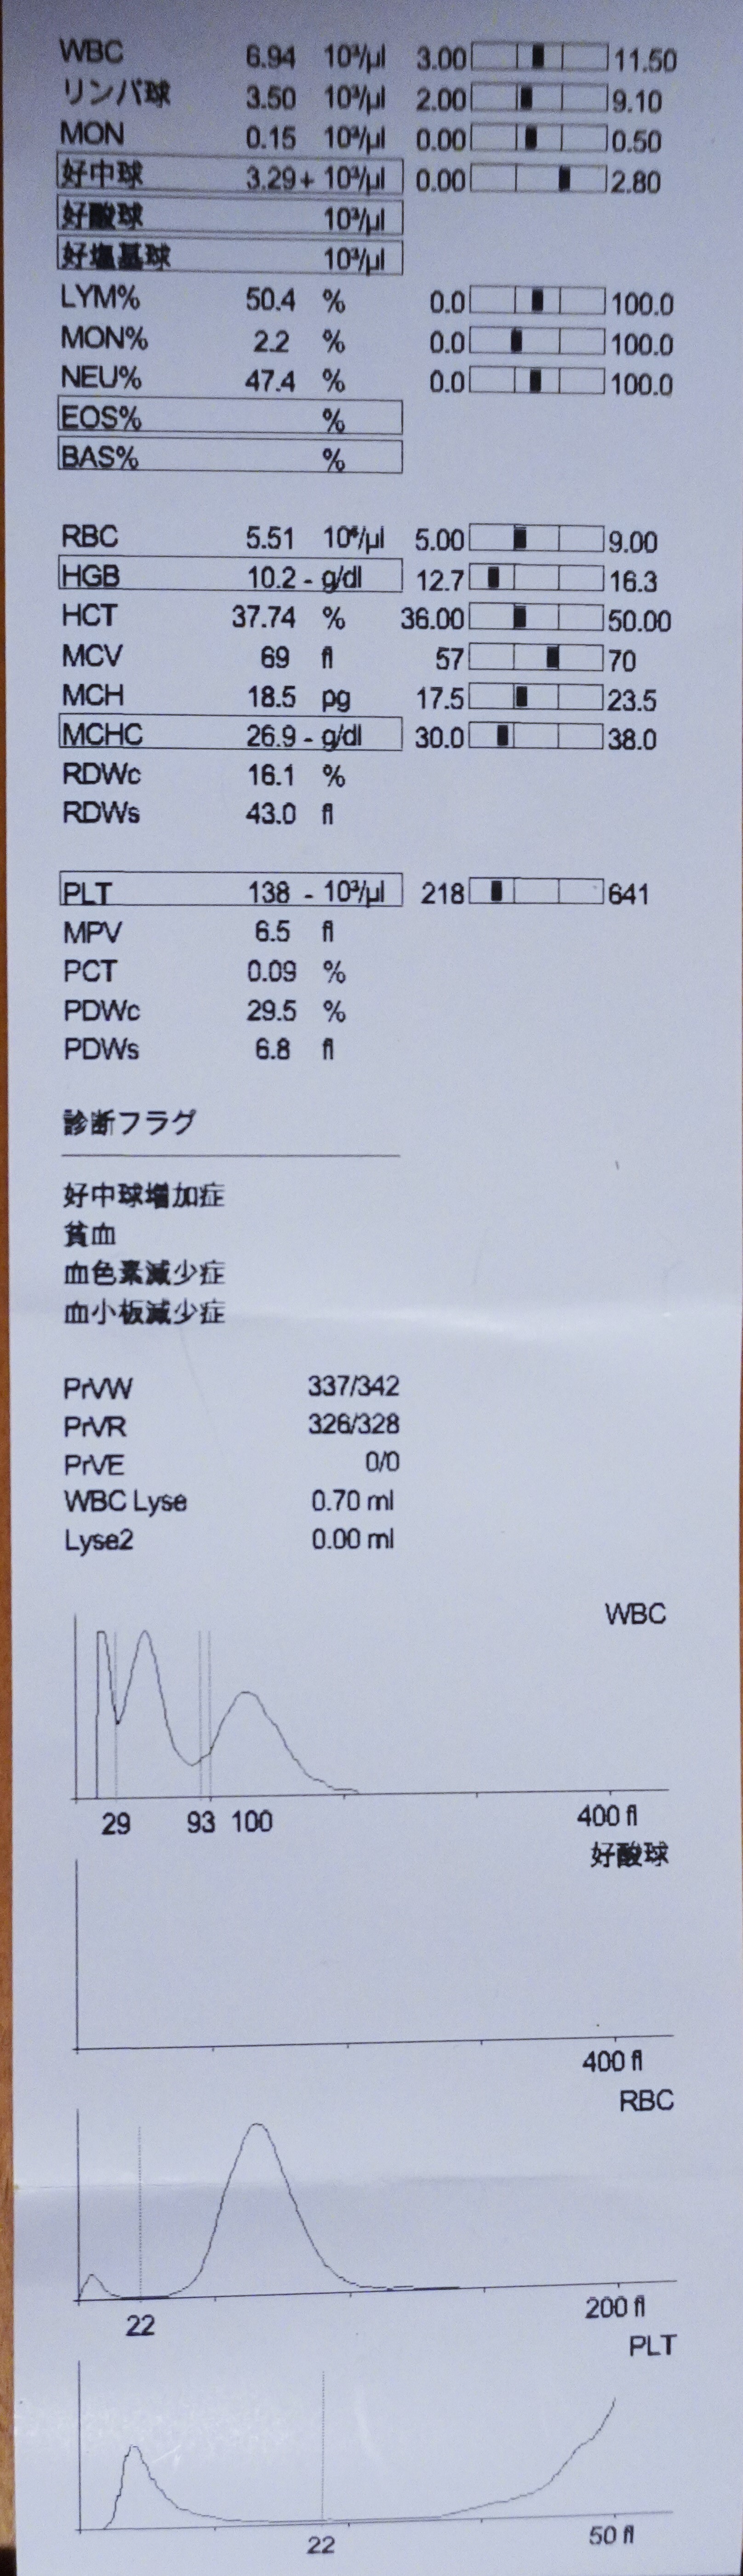 WBC 6.94 10³/µl 3.00 11.50
リンパ球 3.50 10³/µl 2.00 9.10
MON 0.15 10³/µl 0.00 0.50
好中球 3.29+ 10³/µl 0.00 2.80
好酸球 10³/µl
好塩基球 10³/µl
LYM% 50.4 % 0.0 100.0
MON% 2.2 % 0.0 100.0
NEU% 47.4 % 0.0 100.0
EOS% %
BAS% %
RBC 5.51 10⁶/µl 5.00 9.00
HGB 10.2 - g/dl 12.7 16.3
HCT 37.74 % 36.00 50.00
MCV 69 fl 57 70
MCH 18.5 pg 17.5 23.5
MCHC 26.9 - g/dl 30.0 38.0
RDWc 16.1 %
RDWs 43.0 fl
PLT 138 - 10³/µl 218 641
MPV 6.5 fl
PCT 0.09 %
PDWc 29.5 %
PDWs 6.8 fl
診断フラグ
好中球増加症
貧血
血色素減少症
血小板減少症
PrVW 337/342
PrVR 326/328
PrVE 0/0
WBC Lyse 0.70 ml
Lyse2 0.00 ml
WBC
29 93 100 400 fl
好酸球
400 fl
RBC
22 200 fl
PLT
22 50 fl